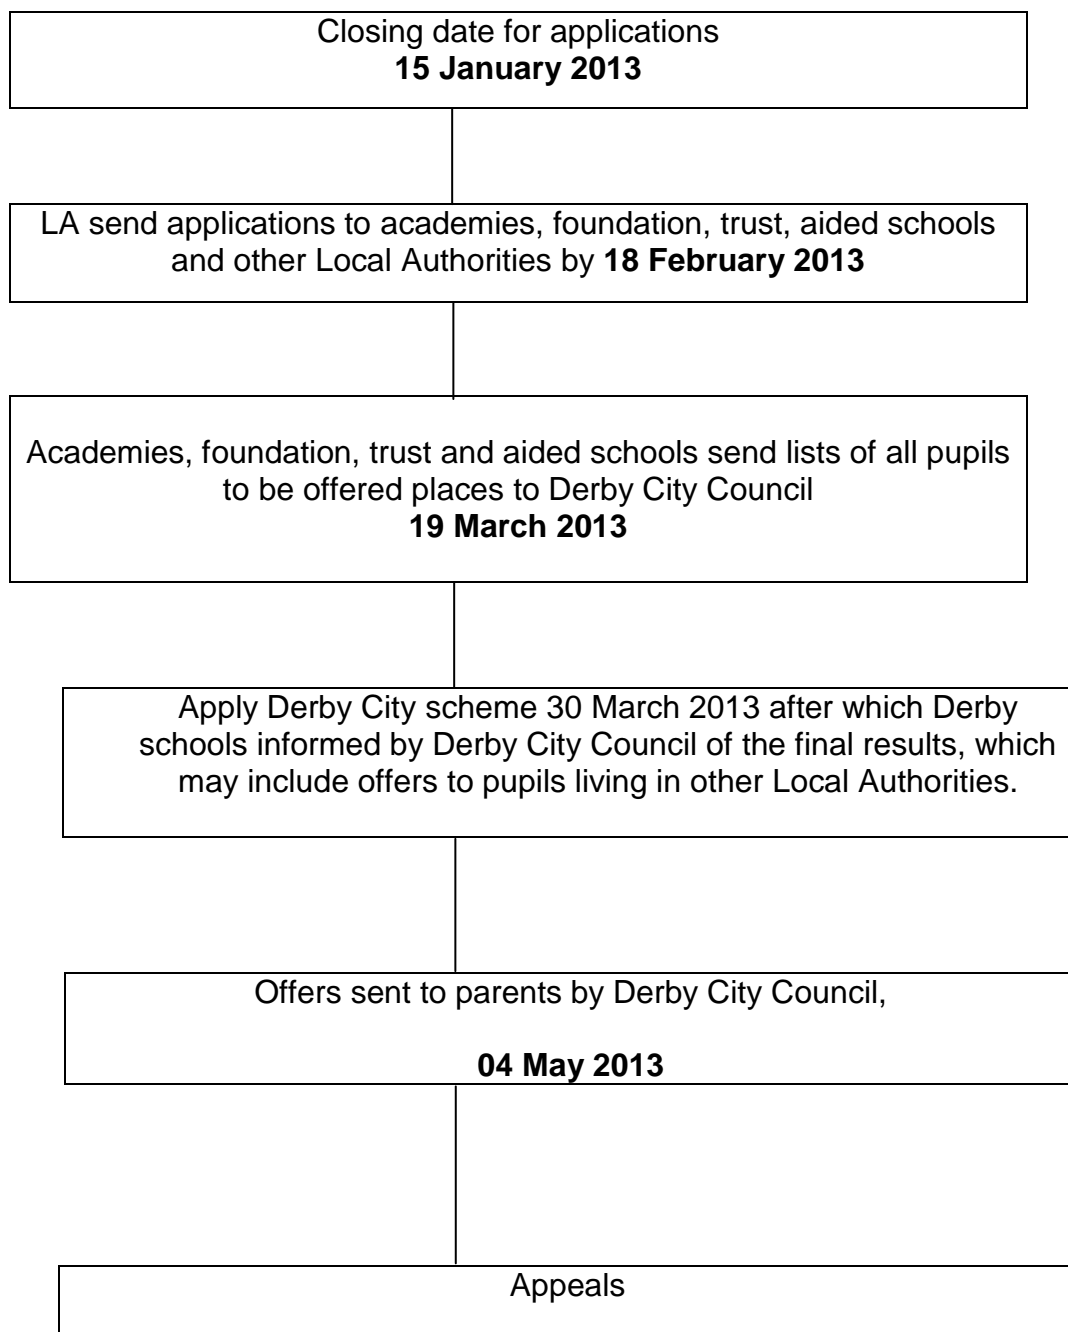 Closing date for applications
15 January 2013
LA send applications to academies, foundation, trust, aided schools
and other Local Authorities by 18 February 2013
Academies, foundation, trust and aided schools send lists of all pupils
to be offered places to Derby City Council
19 March 2013
Apply Derby City scheme 30 March 2013 after which Derby
schools informed by Derby City Council of the final results, which
may include offers to pupils living in other Local Authorities.
Offers sent to parents by Derby City Council,
04 May 2013
Appeals